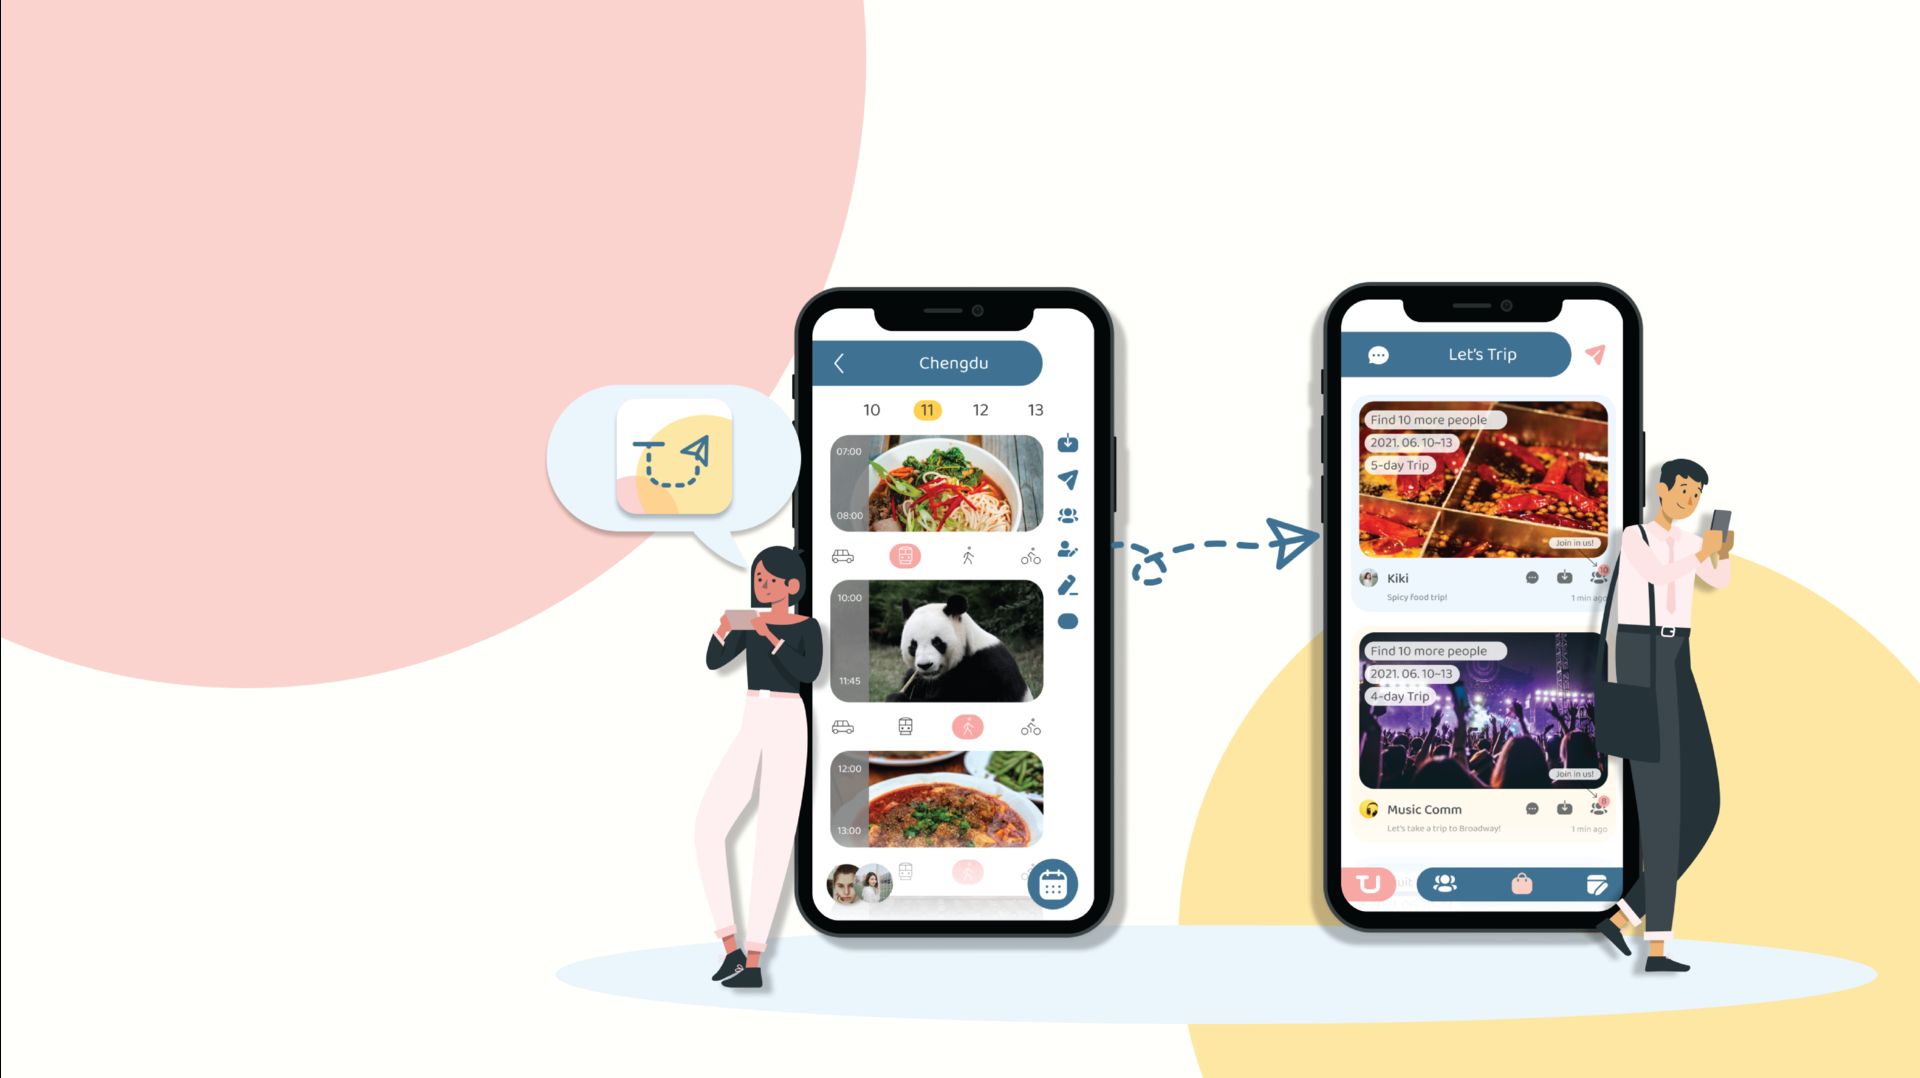 Chengdu
10 11 12 13
07:00
08:00
10:00
11:45
12:00
13:00
Let's Trip
Find 10 more people
2021. 06. 10~13
5-day Trip
Join in us!
10
Kiki
Spicy food trip!
1 min ago
Find 10 more people
2021. 06. 10~13
4-day Trip
Join in us!
8
Music Comm
Let's take a trip to Broadway!
1 min ago